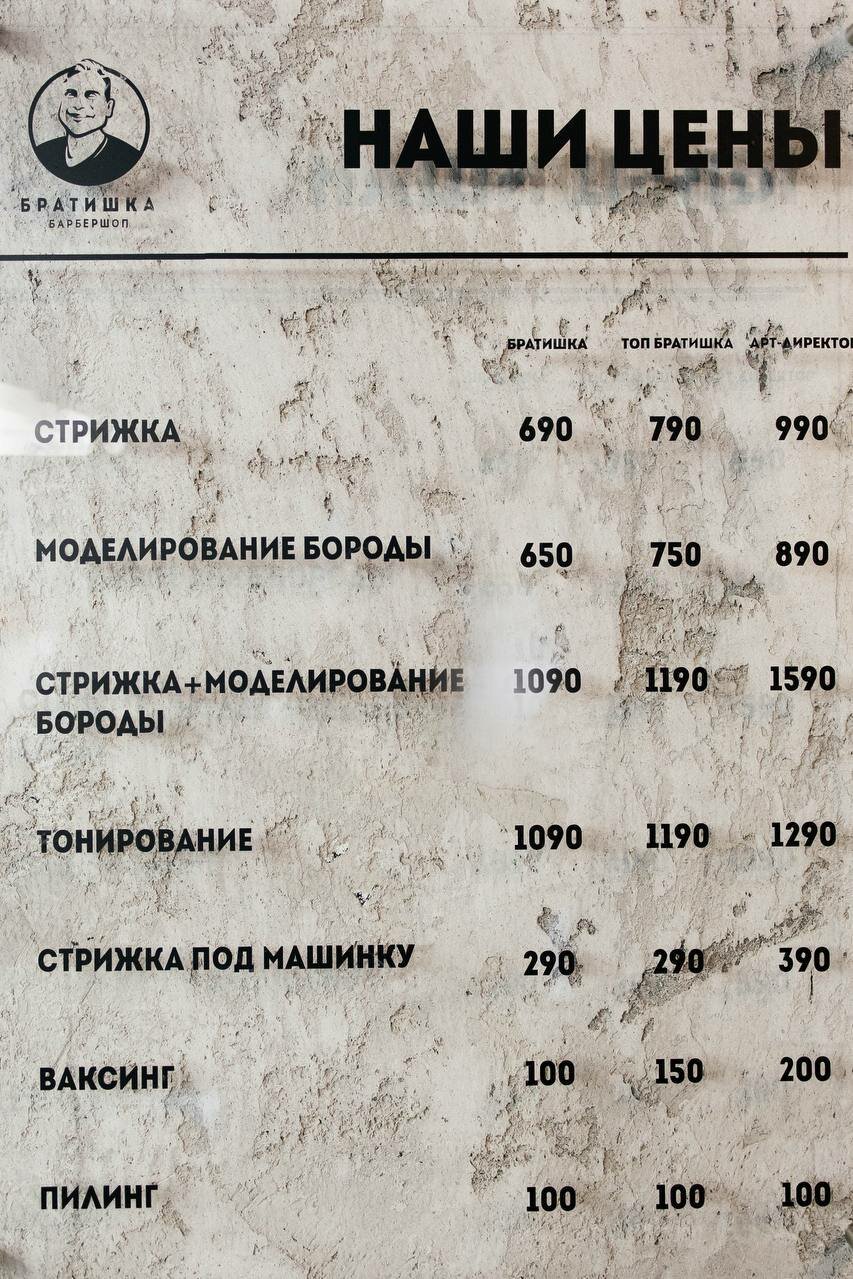 БРАТИШКА
БАРБЕРШОП
НАШИ ЦЕНЫ
БРАТИШКА ТОП БРАТИШКА АРТ-ДИРЕКТОР
СТРИЖКА 690 790 990
МОДЕЛИРОВАНИЕ БОРОДЫ 650 750 890
СТРИЖКА+МОДЕЛИРОВАНИЕ 1090 1190 1590
БОРОДЫ
ТОНИРОВАНИЕ 1090 1190 1290
СТРИЖКА ПОД МАШИНКУ 290 290 390
ВАКСИНГ 100 150 200
ПИЛИНГ 100 100 100